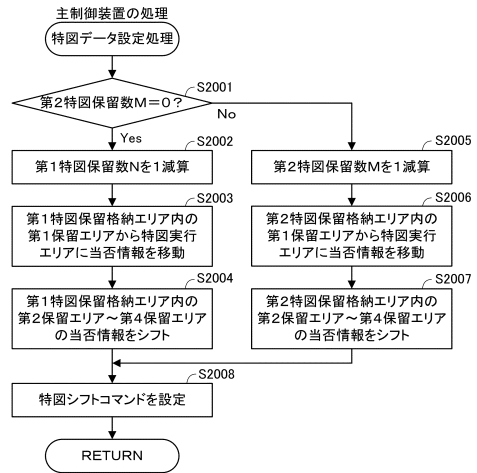 主制御装置の処理
特図データ設定処理
S2001
第2特図保留数M＝0？
No
Yes
S2002
第1特図保留数Nを1減算
S2003
第1特図保留格納エリア内の
第1保留エリアから特図実行
エリアに当否情報を移動
S2004
第1特図保留格納エリア内の
第2保留エリア～第4保留エリア
の当否情報をシフト
S2005
第2特図保留数Mを1減算
S2006
第2特図保留格納エリア内の
第1保留エリアから特図実行
エリアに当否情報を移動
S2007
第2特図保留格納エリア内の
第2保留エリア～第4保留エリア
の当否情報をシフト
S2008
特図シフトコマンドを設定
RETURN